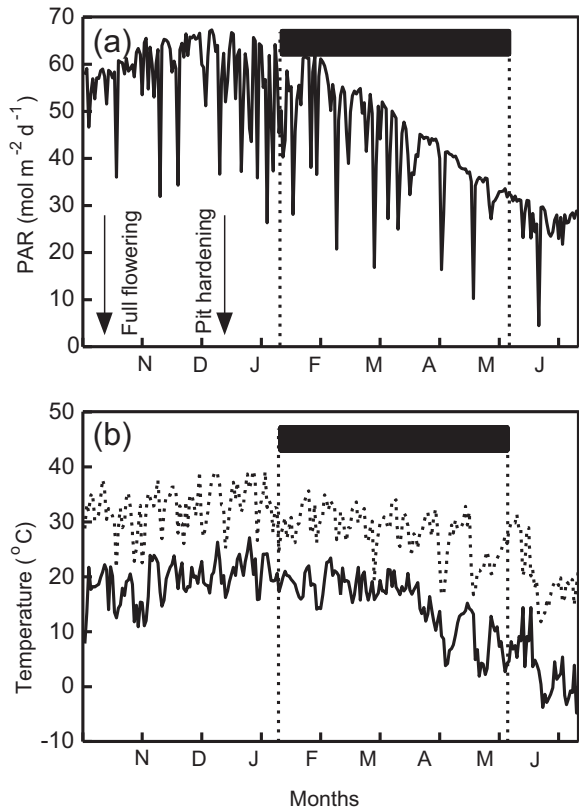 (a)
70
60
50
40
30
20
10
0
PAR (mol m⁻² d⁻¹)
Full flowering
Pit hardening
N D J F M A M J
(b)
50
40
30
20
10
0
-10
Temperature (°C)
N D J F M A M J
Months